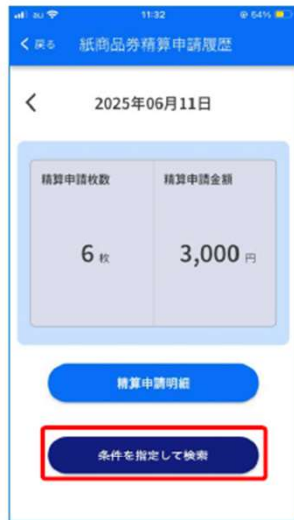 au 11:32 54%
戻る 紙商品券精算申請履歴
2025年06月11日
精算申請枚数 精算申請金額
6 枚 3,000 円
精算申請明細
条件を指定して検索